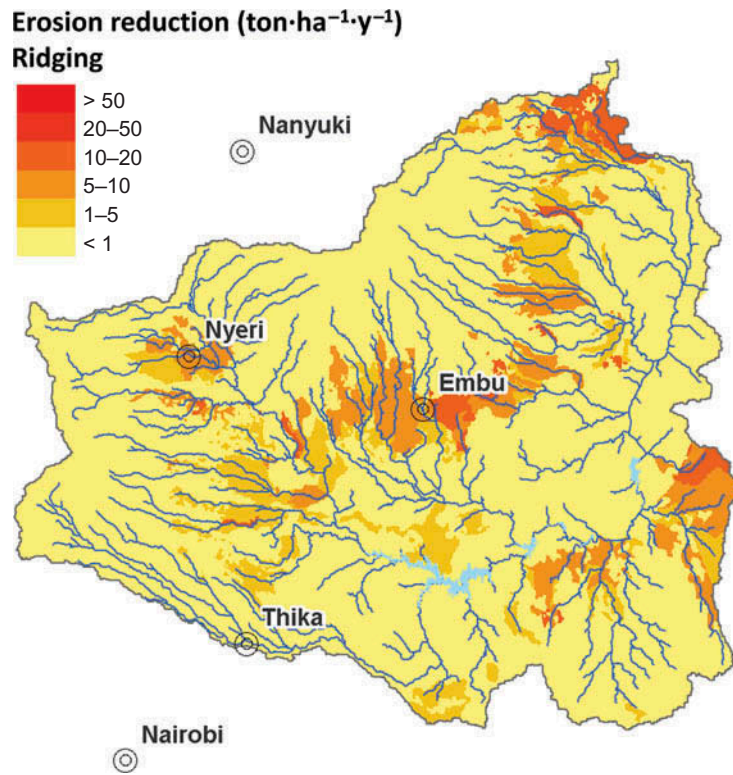 Erosion reduction (ton·ha⁻¹·y⁻¹)
Ridging
> 50
20–50
10–20
5–10
1–5
< 1
Nanyuki
Nyeri
Embu
Thika
Nairobi